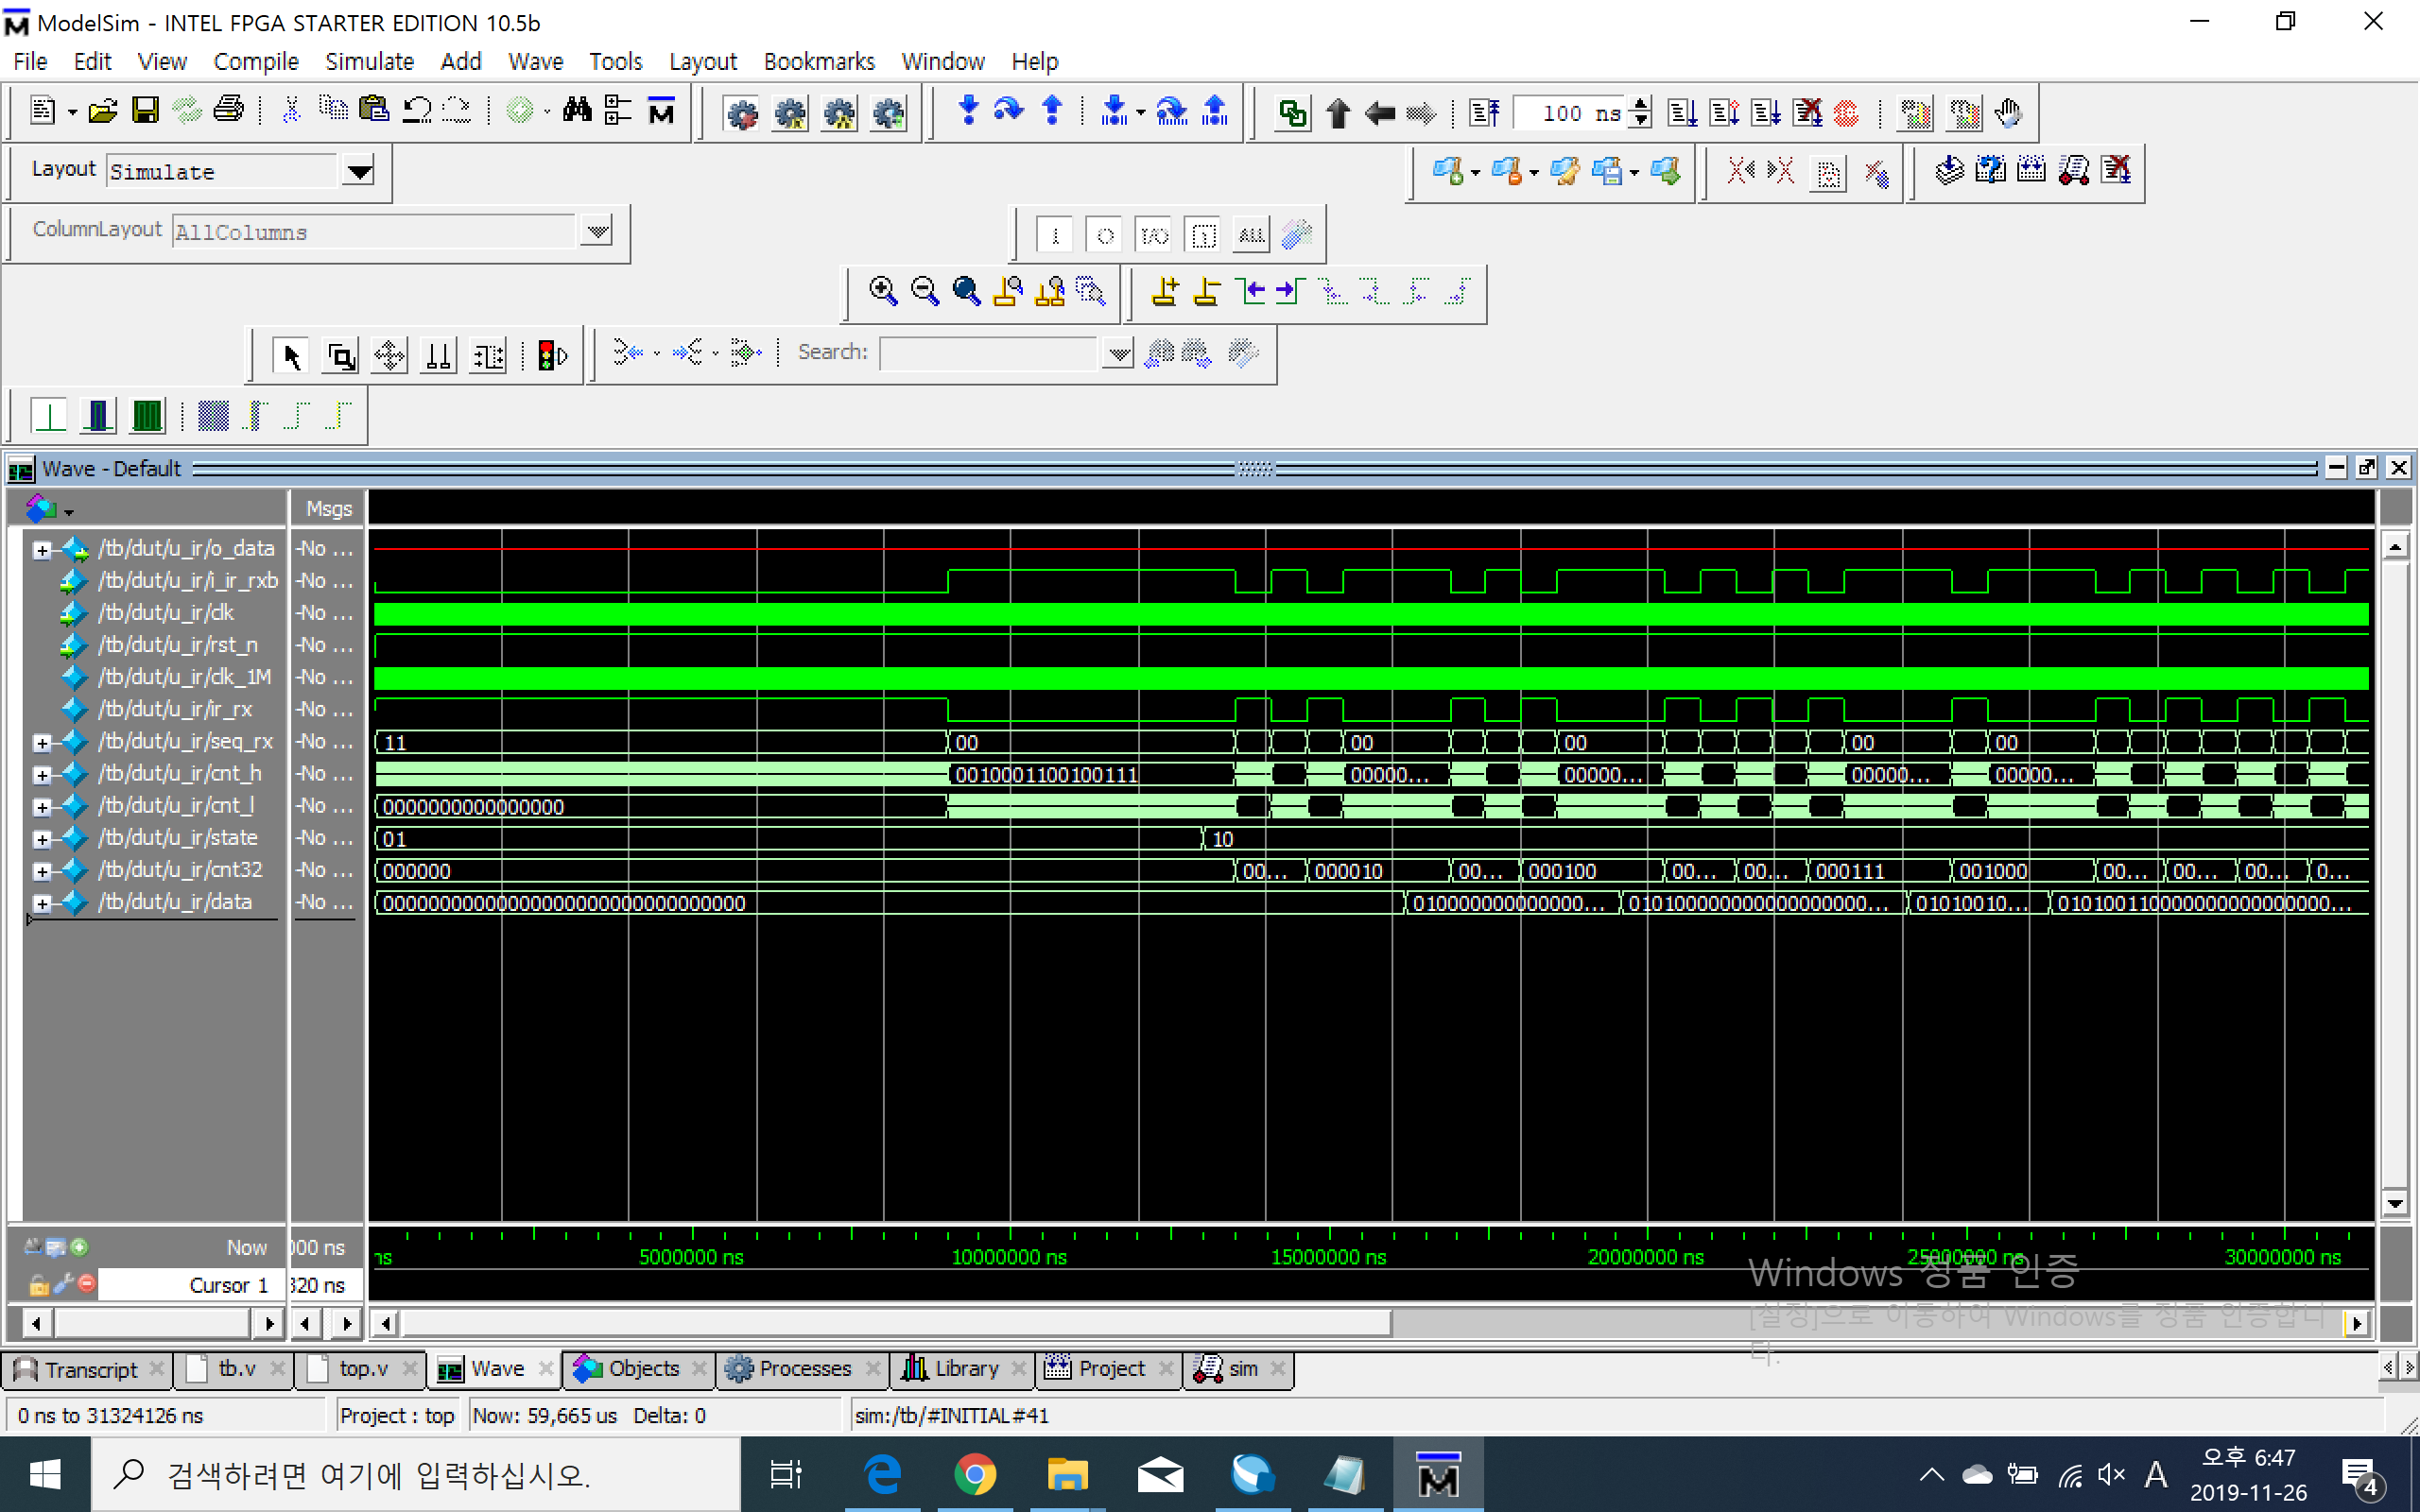 ModelSim - INTEL FPGA STARTER EDITION 10.5b
File Edit View Compile Simulate Add Wave Tools Layout Bookmarks Window Help
100 ns
Layout Simulate
ColumnLayout AllColumns
I/O ALL
Search:
Wave - Default
Msgs
/tb/dut/u_ir/o_data -No ...
/tb/dut/u_ir/i_ir_rxb -No ...
/tb/dut/u_ir/clk -No ...
/tb/dut/u_ir/rst_n -No ...
/tb/dut/u_ir/clk_1M -No ...
/tb/dut/u_ir/ir_rx -No ...
/tb/dut/u_ir/seq_rx -No ... 11 00 00 00 00 00
/tb/dut/u_ir/cnt_h -No ... 0010001100100111 00000... 00000... 00000... 00000...
/tb/dut/u_ir/cnt_l -No ... 0000000000000000
/tb/dut/u_ir/state -No ... 01 10
/tb/dut/u_ir/cnt32 -No ... 000000 00... 000010 00... 000100 00... 00... 000111 001000 00... 00... 00... 0...
/tb/dut/u_ir/data -No ... 00000000000000000000000000000000 010000000000000... 01010000000000000000000... 01010010... 010100110000000000000000...
Now 000 ns ns 5000000 ns 10000000 ns 15000000 ns 20000000 ns 25000000 ns 30000000 ns
Cursor 1 320 ns
Windows 정품 인증
[설정]으로 이동하여 Windows를 정품 인증합니
다.
Transcript tb.v top.v Wave Objects Processes Library Project sim
0 ns to 31324126 ns Project : top Now: 59,665 us Delta: 0 sim:/tb/#INITIAL#41
검색하려면 여기에 입력하십시오.
A
오후 6:47
2019-11-26
4